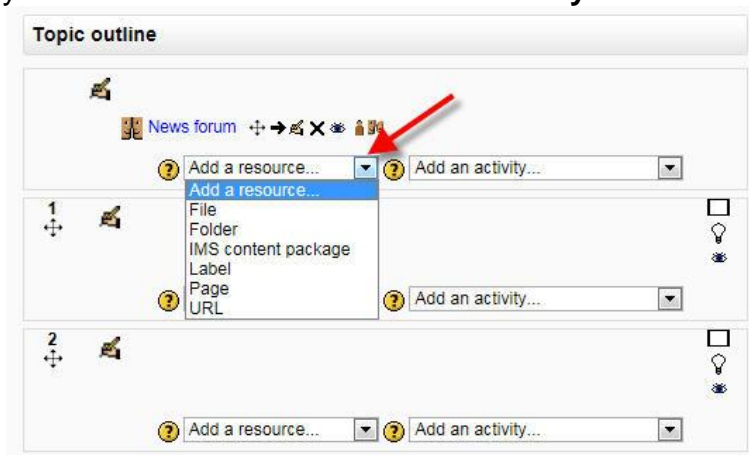 Topic outline
News forum
Add a resource... Add an activity...
Add a resource...
File
1
Folder
IMS content package
Label
Page
Add an activity...
URL
2
Add a resource... Add an activity...